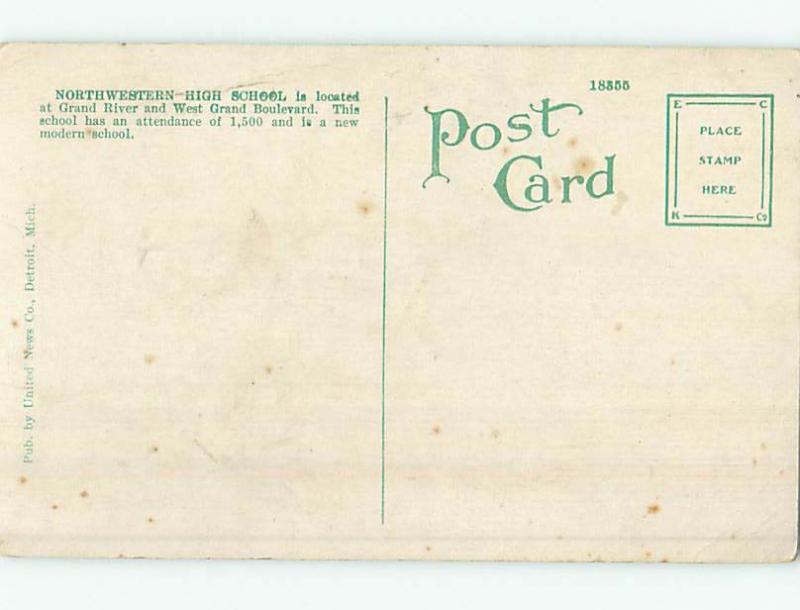 NORTHWESTERN HIGH SCHOOL is located
at Grand River and West Grand Boulevard. This
school has an attendance of 1,500 and is a new
modern school.
Pub. by United News Co., Detroit, Mich.
18355
Post
Card
E C
PLACE
STAMP
HERE
K Co